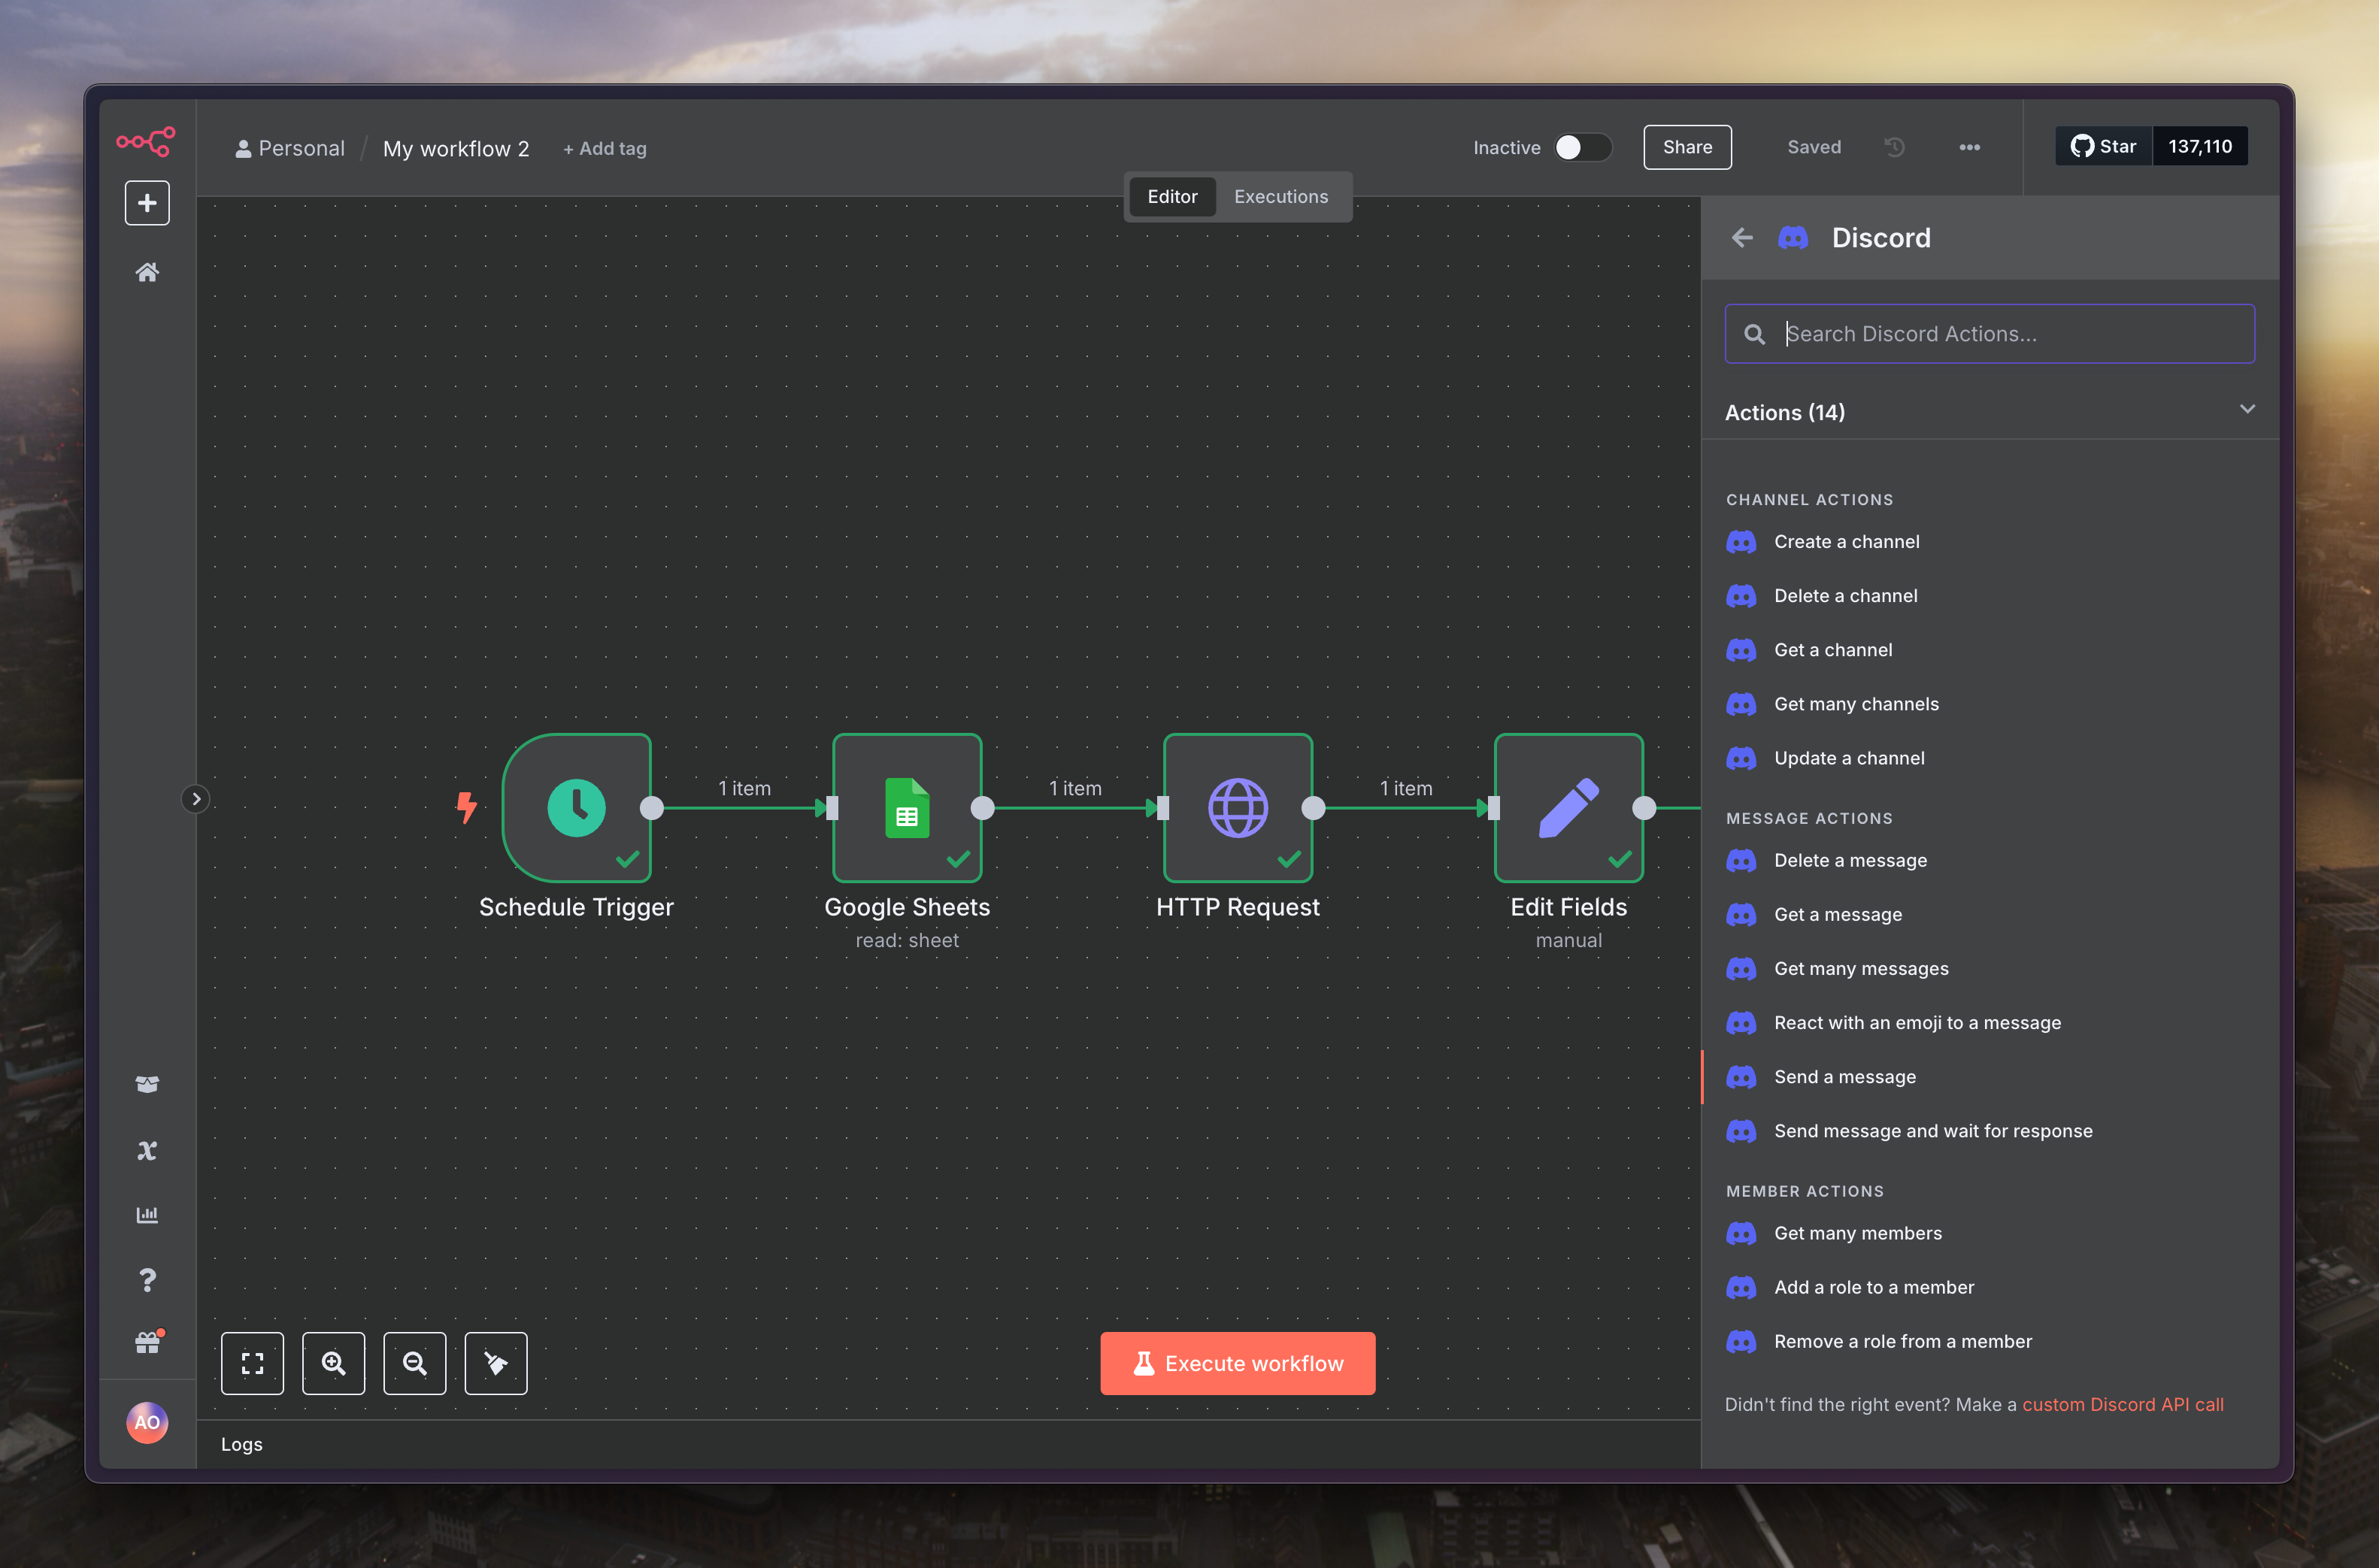 Personal / My workflow 2 + Add tag
Inactive
Share
Saved
Star 137,110
Editor Executions
Discord
Search Discord Actions...
Actions (14)
CHANNEL ACTIONS
Create a channel
Delete a channel
Get a channel
Get many channels
Update a channel
MESSAGE ACTIONS
Delete a message
Get a message
Get many messages
React with an emoji to a message
Send a message
Send message and wait for response
MEMBER ACTIONS
Get many members
Add a role to a member
Remove a role from a member
Didn't find the right event? Make a custom Discord API call
1 item
1 item
1 item
Schedule Trigger
Google Sheets
read: sheet
HTTP Request
Edit Fields
manual
Execute workflow
AO
Logs